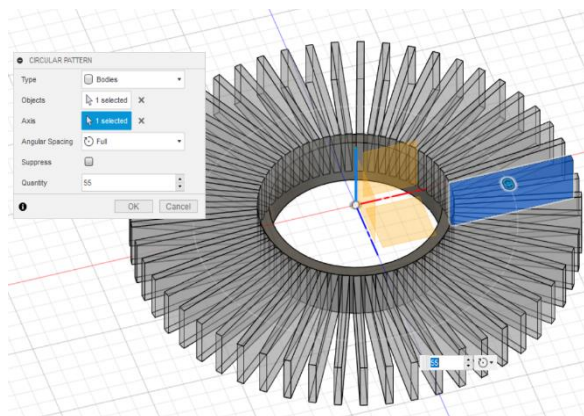 CIRCULAR PATTERN
Type Bodies
Objects 1 selected
Axis 1 selected
Angular Spacing Full
Suppress
Quantity 55
OK Cancel
55